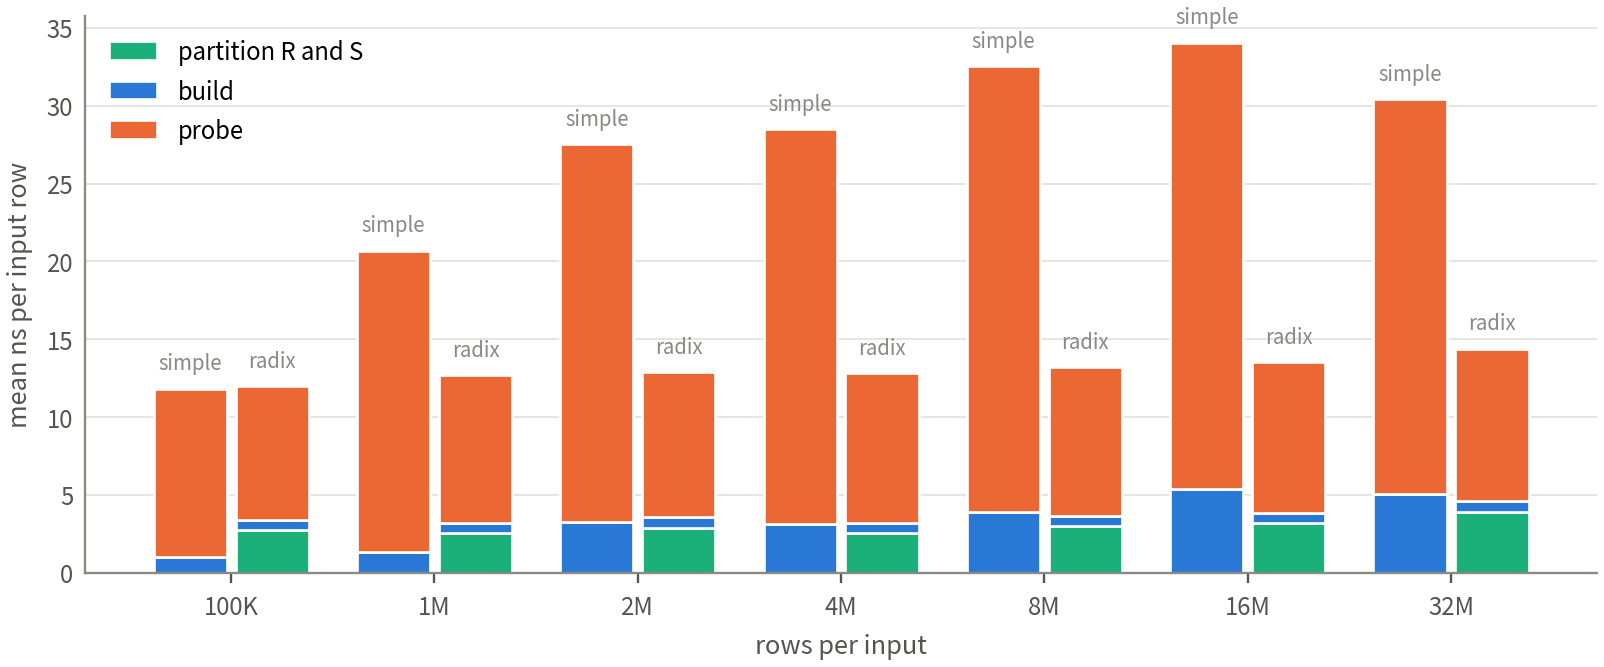 partition R and S
build
probe
mean ns per input row
35
30
25
20
15
10
5
0
simple
radix
simple
radix
simple
radix
simple
radix
simple
radix
simple
radix
simple
radix
100K
1M
2M
4M
8M
16M
32M
rows per input